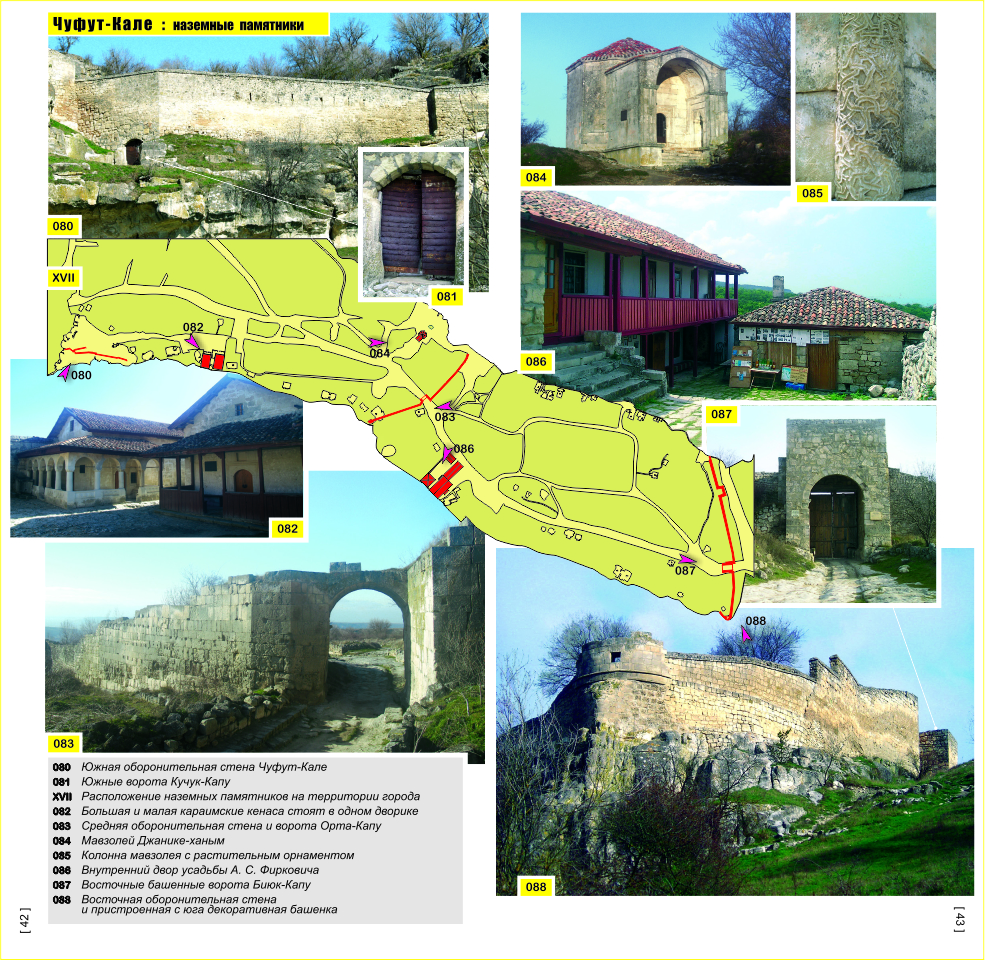 Чуфут-Кале : наземные памятники
080
081
084
085
XVII
082
084
080
083
086
086
087
082
087
088
083
088
080 Южная оборонительная стена Чуфут-Кале
081 Южные ворота Кучук-Капу
XVII Расположение наземных памятников на территории города
082 Большая и малая караимские кенаса стоят в одном дворике
083 Средняя оборонительная стена и ворота Орта-Капу
084 Мавзолей Джанике-ханым
085 Колонна мавзолея с растительным орнаментом
086 Внутренний двор усадьбы А. С. Фирковича
087 Восточные башенные ворота Биюк-Капу
088 Восточная оборонительная стена
и пристроенная с юга декоративная башенка
[ 42 ]
[ 43 ]